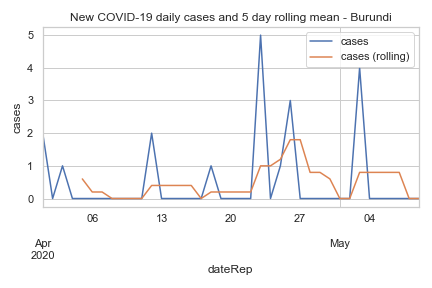 New COVID-19 daily cases and 5 day rolling mean - Burundi
cases
cases (rolling)
5
4
3
2
1
0
cases
06 13 20 27 04
Apr May
2020
dateRep